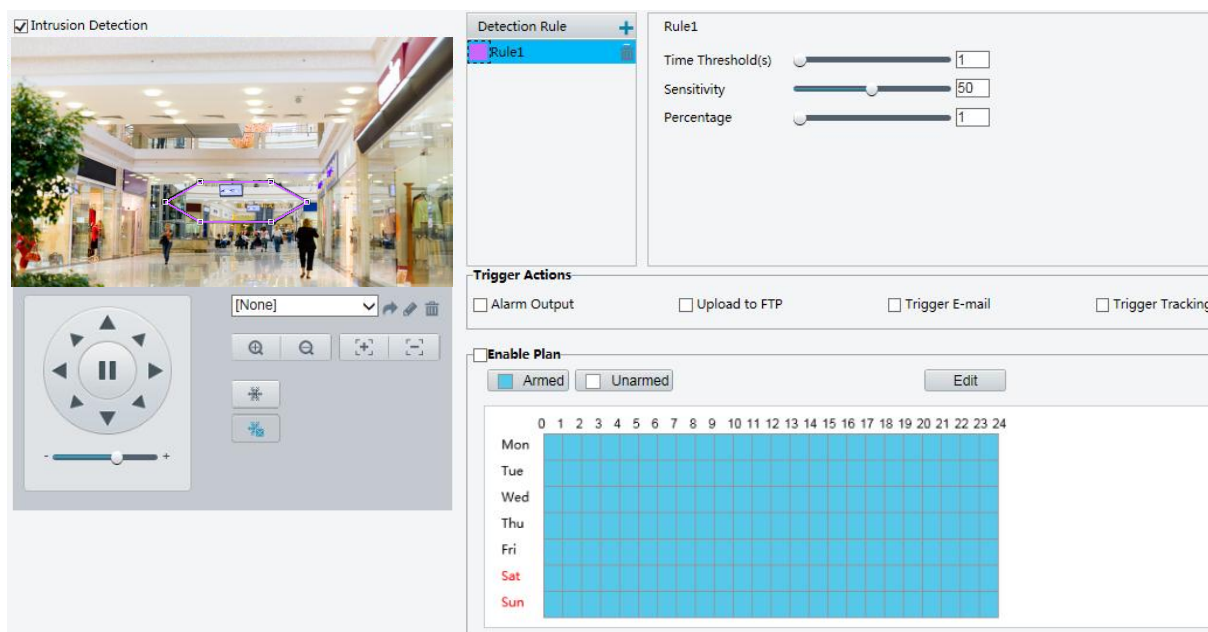 Intrusion Detection
Detection Rule
Rule1
Rule1
Time Threshold(s) 1
Sensitivity 50
Percentage 1
[None]
- +
Trigger Actions
Alarm Output Upload to FTP Trigger E-mail Trigger Tracking
Enable Plan
Armed Unarmed Edit
0 1 2 3 4 5 6 7 8 9 10 11 12 13 14 15 16 17 18 19 20 21 22 23 24
Mon
Tue
Wed
Thu
Fri
Sat
Sun